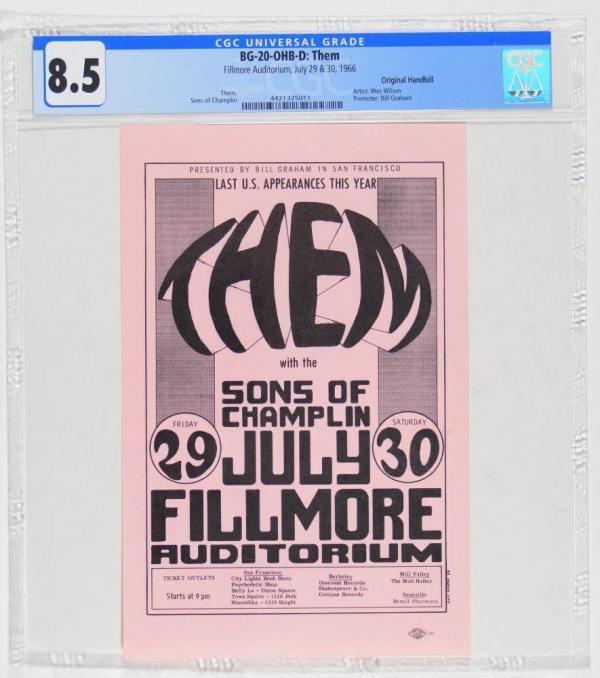 CGC UNIVERSAL GRADE
8.5
BG-20-OHB-D: Them
Fillmore Auditorium, July 29 & 30, 1966
Original Handbill
Them,
Sons of Champlin
4421325011
Artist: Wes Wilson
Promoter: Bill Graham
CGC
PRESENTED BY BILL GRAHAM IN SAN FRANCISCO
LAST U.S. APPEARANCES THIS YEAR
THEM
with the
SONS OF
CHAMPLIN
FRIDAY
29
JULY
SATURDAY
30
FILLMORE
AUDITORIUM
TICKET OUTLETS
Starts at 9 pm
San Francisco
City Lights Book Store
Psychedelic Shop
Bally Lo - Union Square
Town Square - 1318 Polk
Mnasidika - 1510 Haight
Berkeley
Discount Records
Shakespeare & Co.
Campus Records
Mill Valley
The Mod Hatter
Sausalito
Rexall Pharmacy